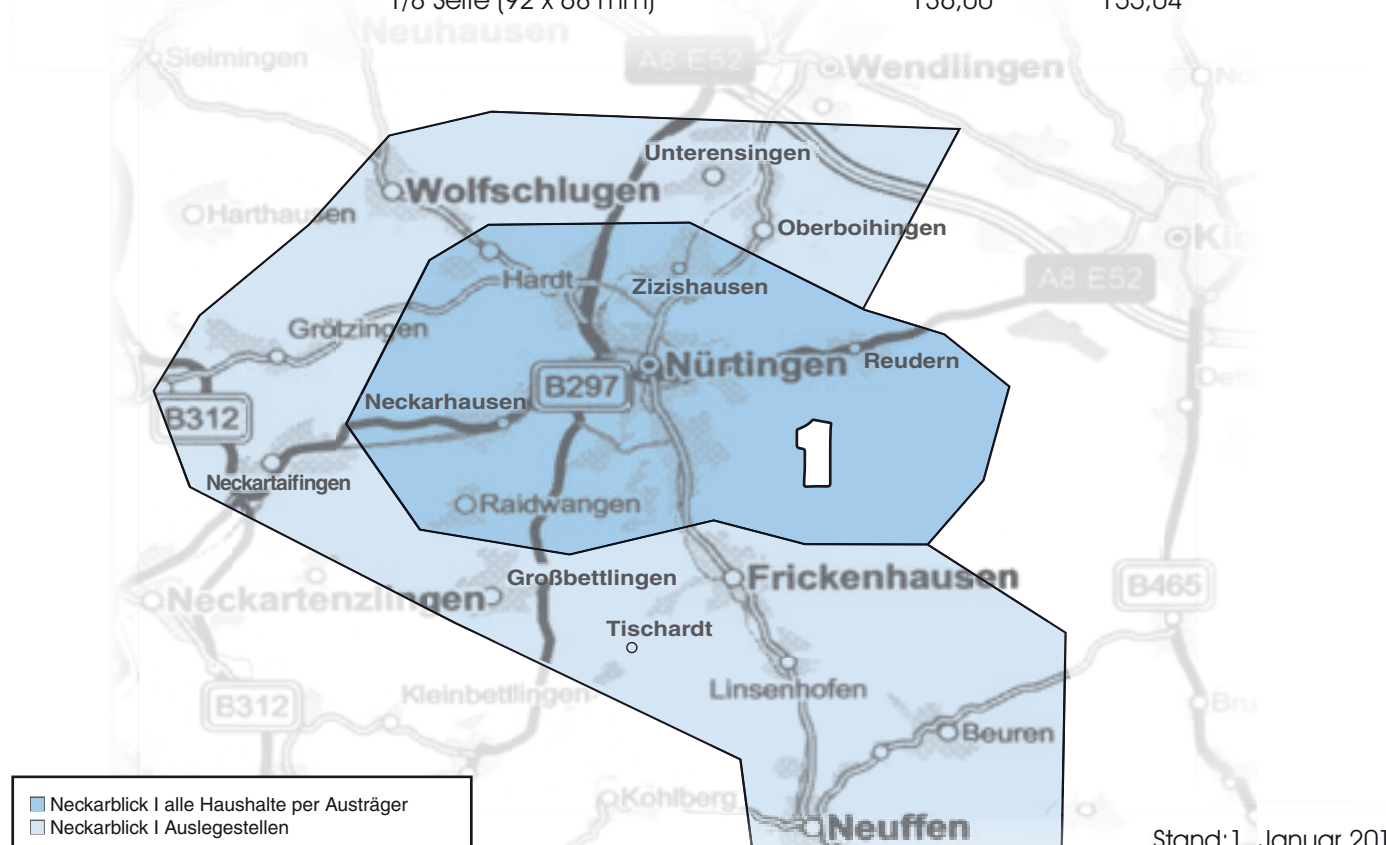 1/8 Seite (92 x 68 mm)
Neuhausen
Sielmingen
A8 E52
Wendlingen
Unterensingen
Wolfschlugen
Harthausen
Oberboihingen
Hardt
Zizishausen
A8 E52
Grötzingen
Nürtingen
Reudern
B297
Neckarhausen
B312
1
Neckartaifingen
Raidwangen
Großbettlingen
Frickenhausen
B465
Neckartenzlingen
Tischardt
Linsenhofen
Kleinbettlingen
B312
Beuren
Kohlberg
Neuffen
Neckarblick I alle Haushalte per Austräger
Neckarblick I Auslegestellen